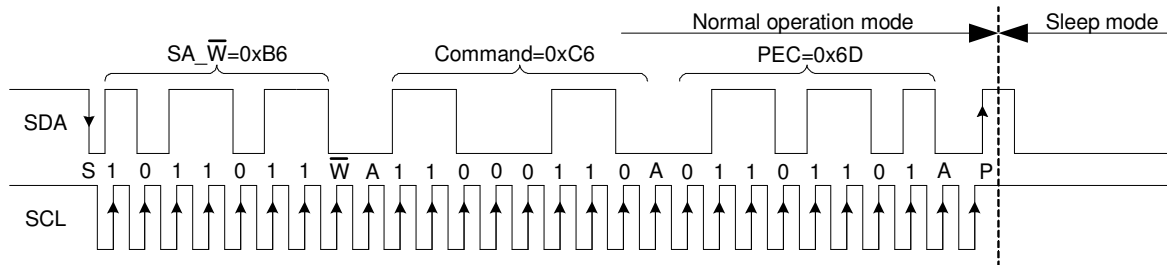 Normal operation mode Sleep mode
SA_W̅=0xB6 Command=0xC6 PEC=0x6D
SDA
S 1 0 1 1 0 1 1 W̅ A 1 1 0 0 0 1 1 0 A 0 1 1 0 1 1 0 1 A P
SCL